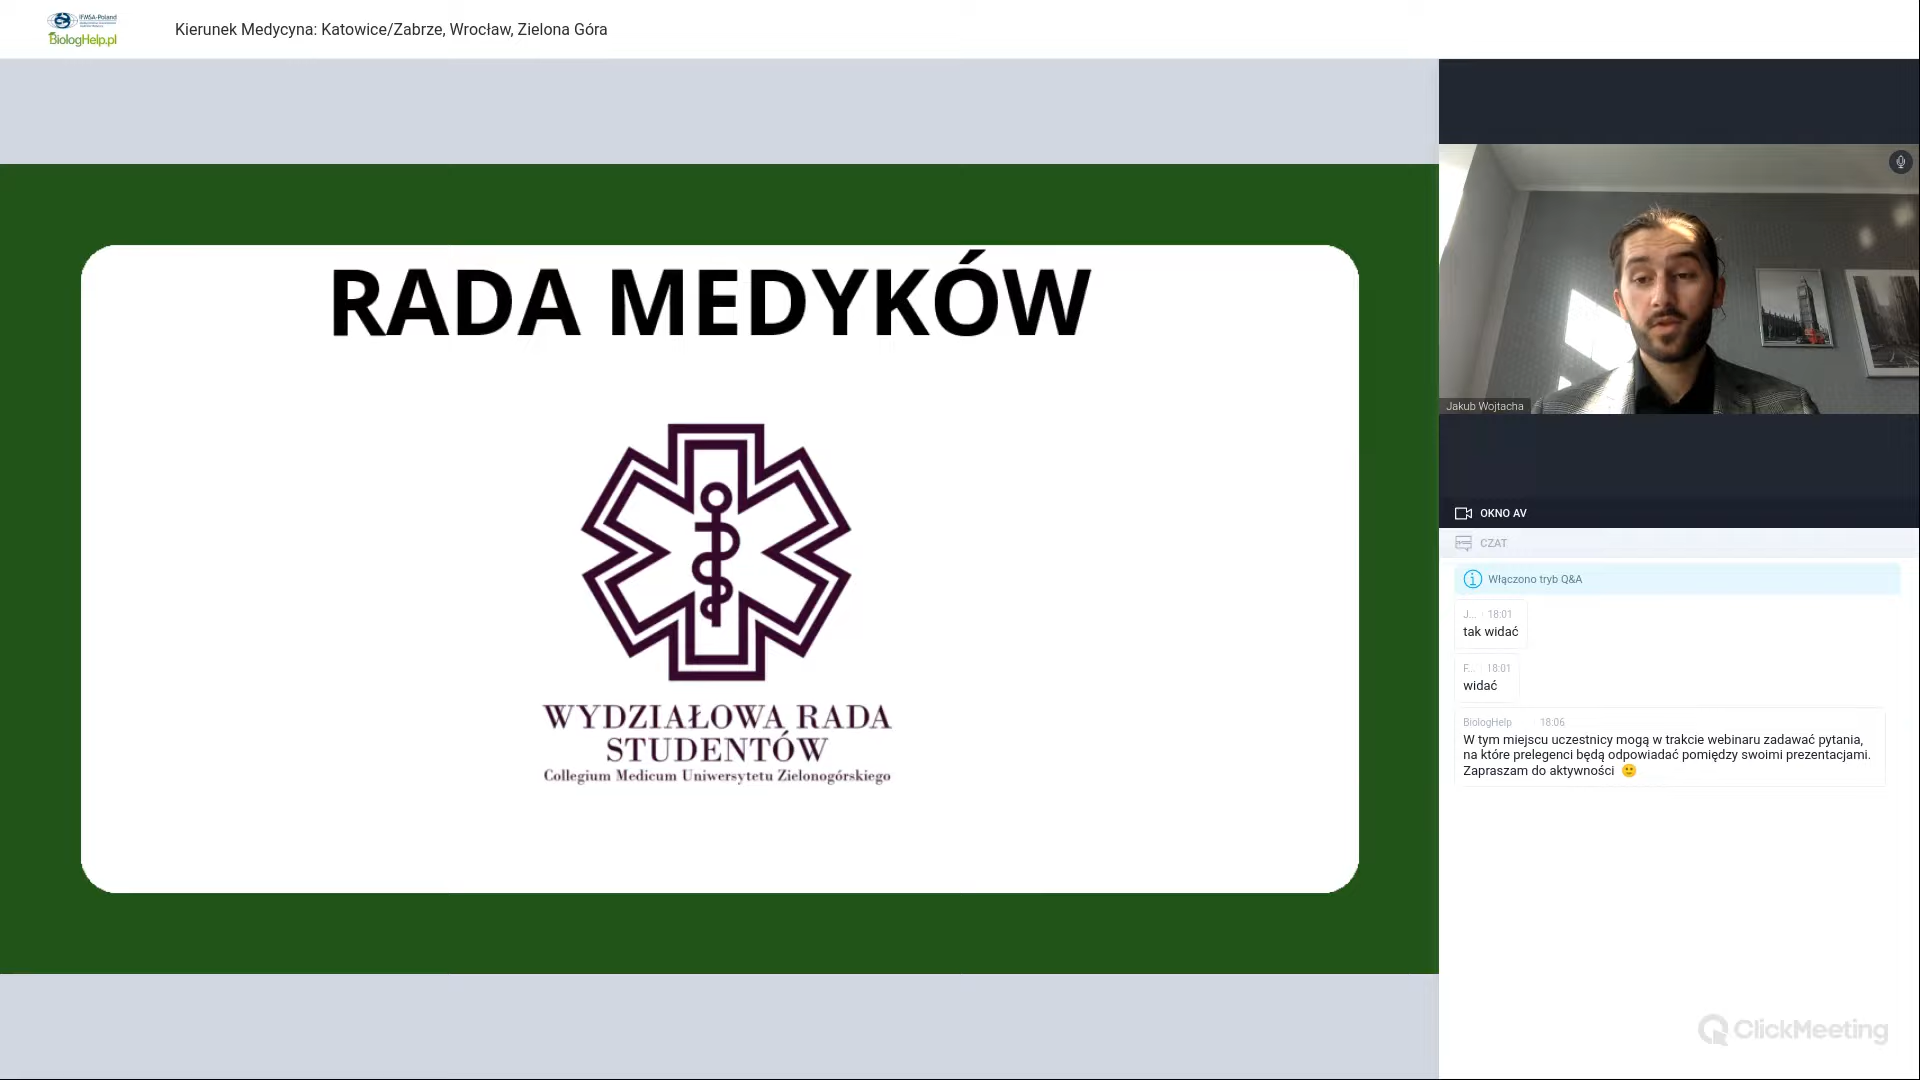 IFMSA-Poland
BiologHelp.pl
Kierunek Medycyna: Katowice/Zabrze, Wrocław, Zielona Góra
RADA MEDYKÓW
WYDZIAŁOWA RADA
STUDENTÓW
Collegium Medicum Uniwersytetu Zielonogórskiego
Jakub Wojtacha
OKNO AV
CZAT
Włączono tryb Q&A
J... · 18:01
tak widać
F... · 18:01
widać
BiologHelp · 18:06
W tym miejscu uczestnicy mogą w trakcie webinaru zadawać pytania,
na które prelegenci będą odpowiadać pomiędzy swoimi prezentacjami.
Zapraszam do aktywności 🙂
ClickMeeting